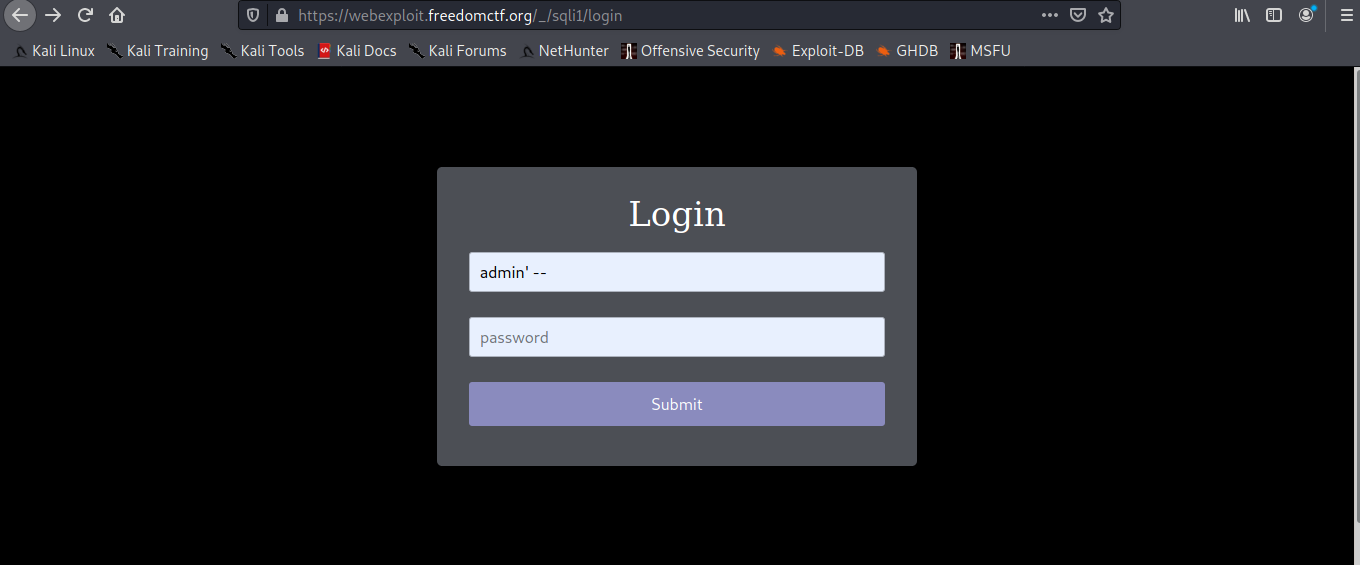 https://webexploit.freedomctf.org/_/sqli1/login
Kali Linux Kali Training Kali Tools Kali Docs Kali Forums NetHunter Offensive Security Exploit-DB GHDB MSFU
Login
admin' --
password
Submit